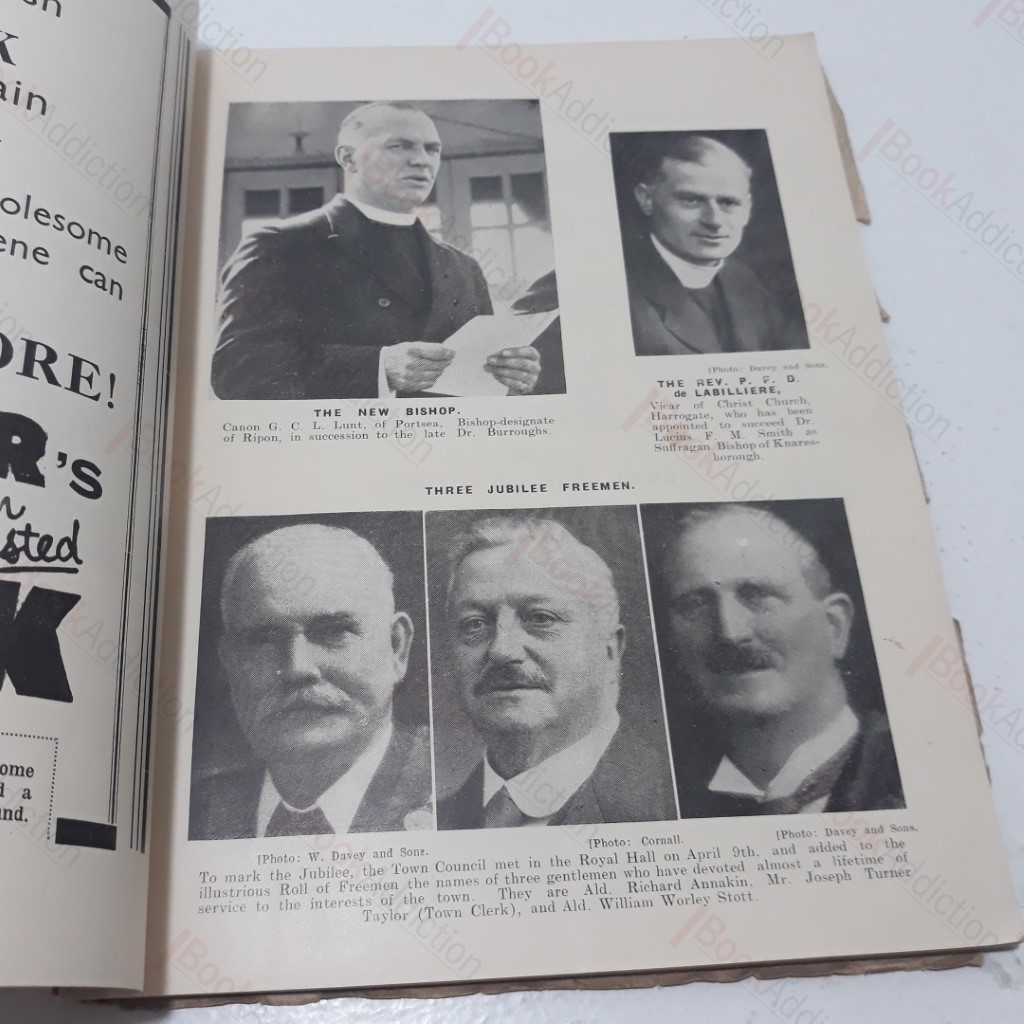 K
ain
olesome
ene can
ORE!
R's
sted
K
ome
d a
und.
THE NEW BISHOP.
Canon G. C. L. Lunt, of Portsea, Bishop-designate
of Ripon, in succession to the late Dr. Burroughs.
[Photo: Davey and Sons.
THE REV. P. F. D.
de LABILLIERE,
Vicar of Christ Church,
Harrogate, who has been
appointed to succeed Dr.
Lucius F. M. Smith as
Suffragan Bishop of Knares-
borough.
THREE JUBILEE FREEMEN.
[Photo: W. Davey and Sons.
[Photo: Cornall.
[Photo: Davey and Sons.
To mark the Jubilee, the Town Council met in the Royal Hall on April 9th, and added to the
illustrious Roll of Freemen the names of three gentlemen who have devoted almost a lifetime of
service to the interests of the town. They are Ald. Richard Annakin, Mr. Joseph Turner
Taylor (Town Clerk), and Ald. William Worley Stott.
BookAddiction